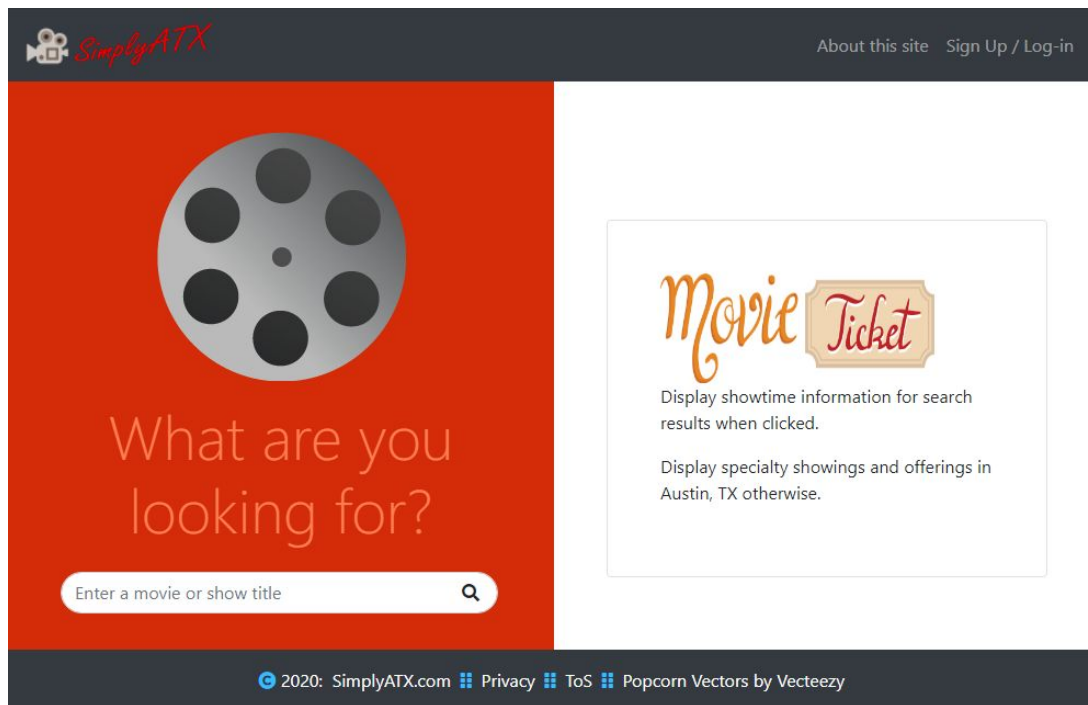 SimplyATX
About this site Sign Up / Log-in
What are you
looking for?
Enter a movie or show title
Movie Ticket
Display showtime information for search
results when clicked.
Display specialty showings and offerings in
Austin, TX otherwise.
© 2020: SimplyATX.com Privacy ToS Popcorn Vectors by Vecteezy